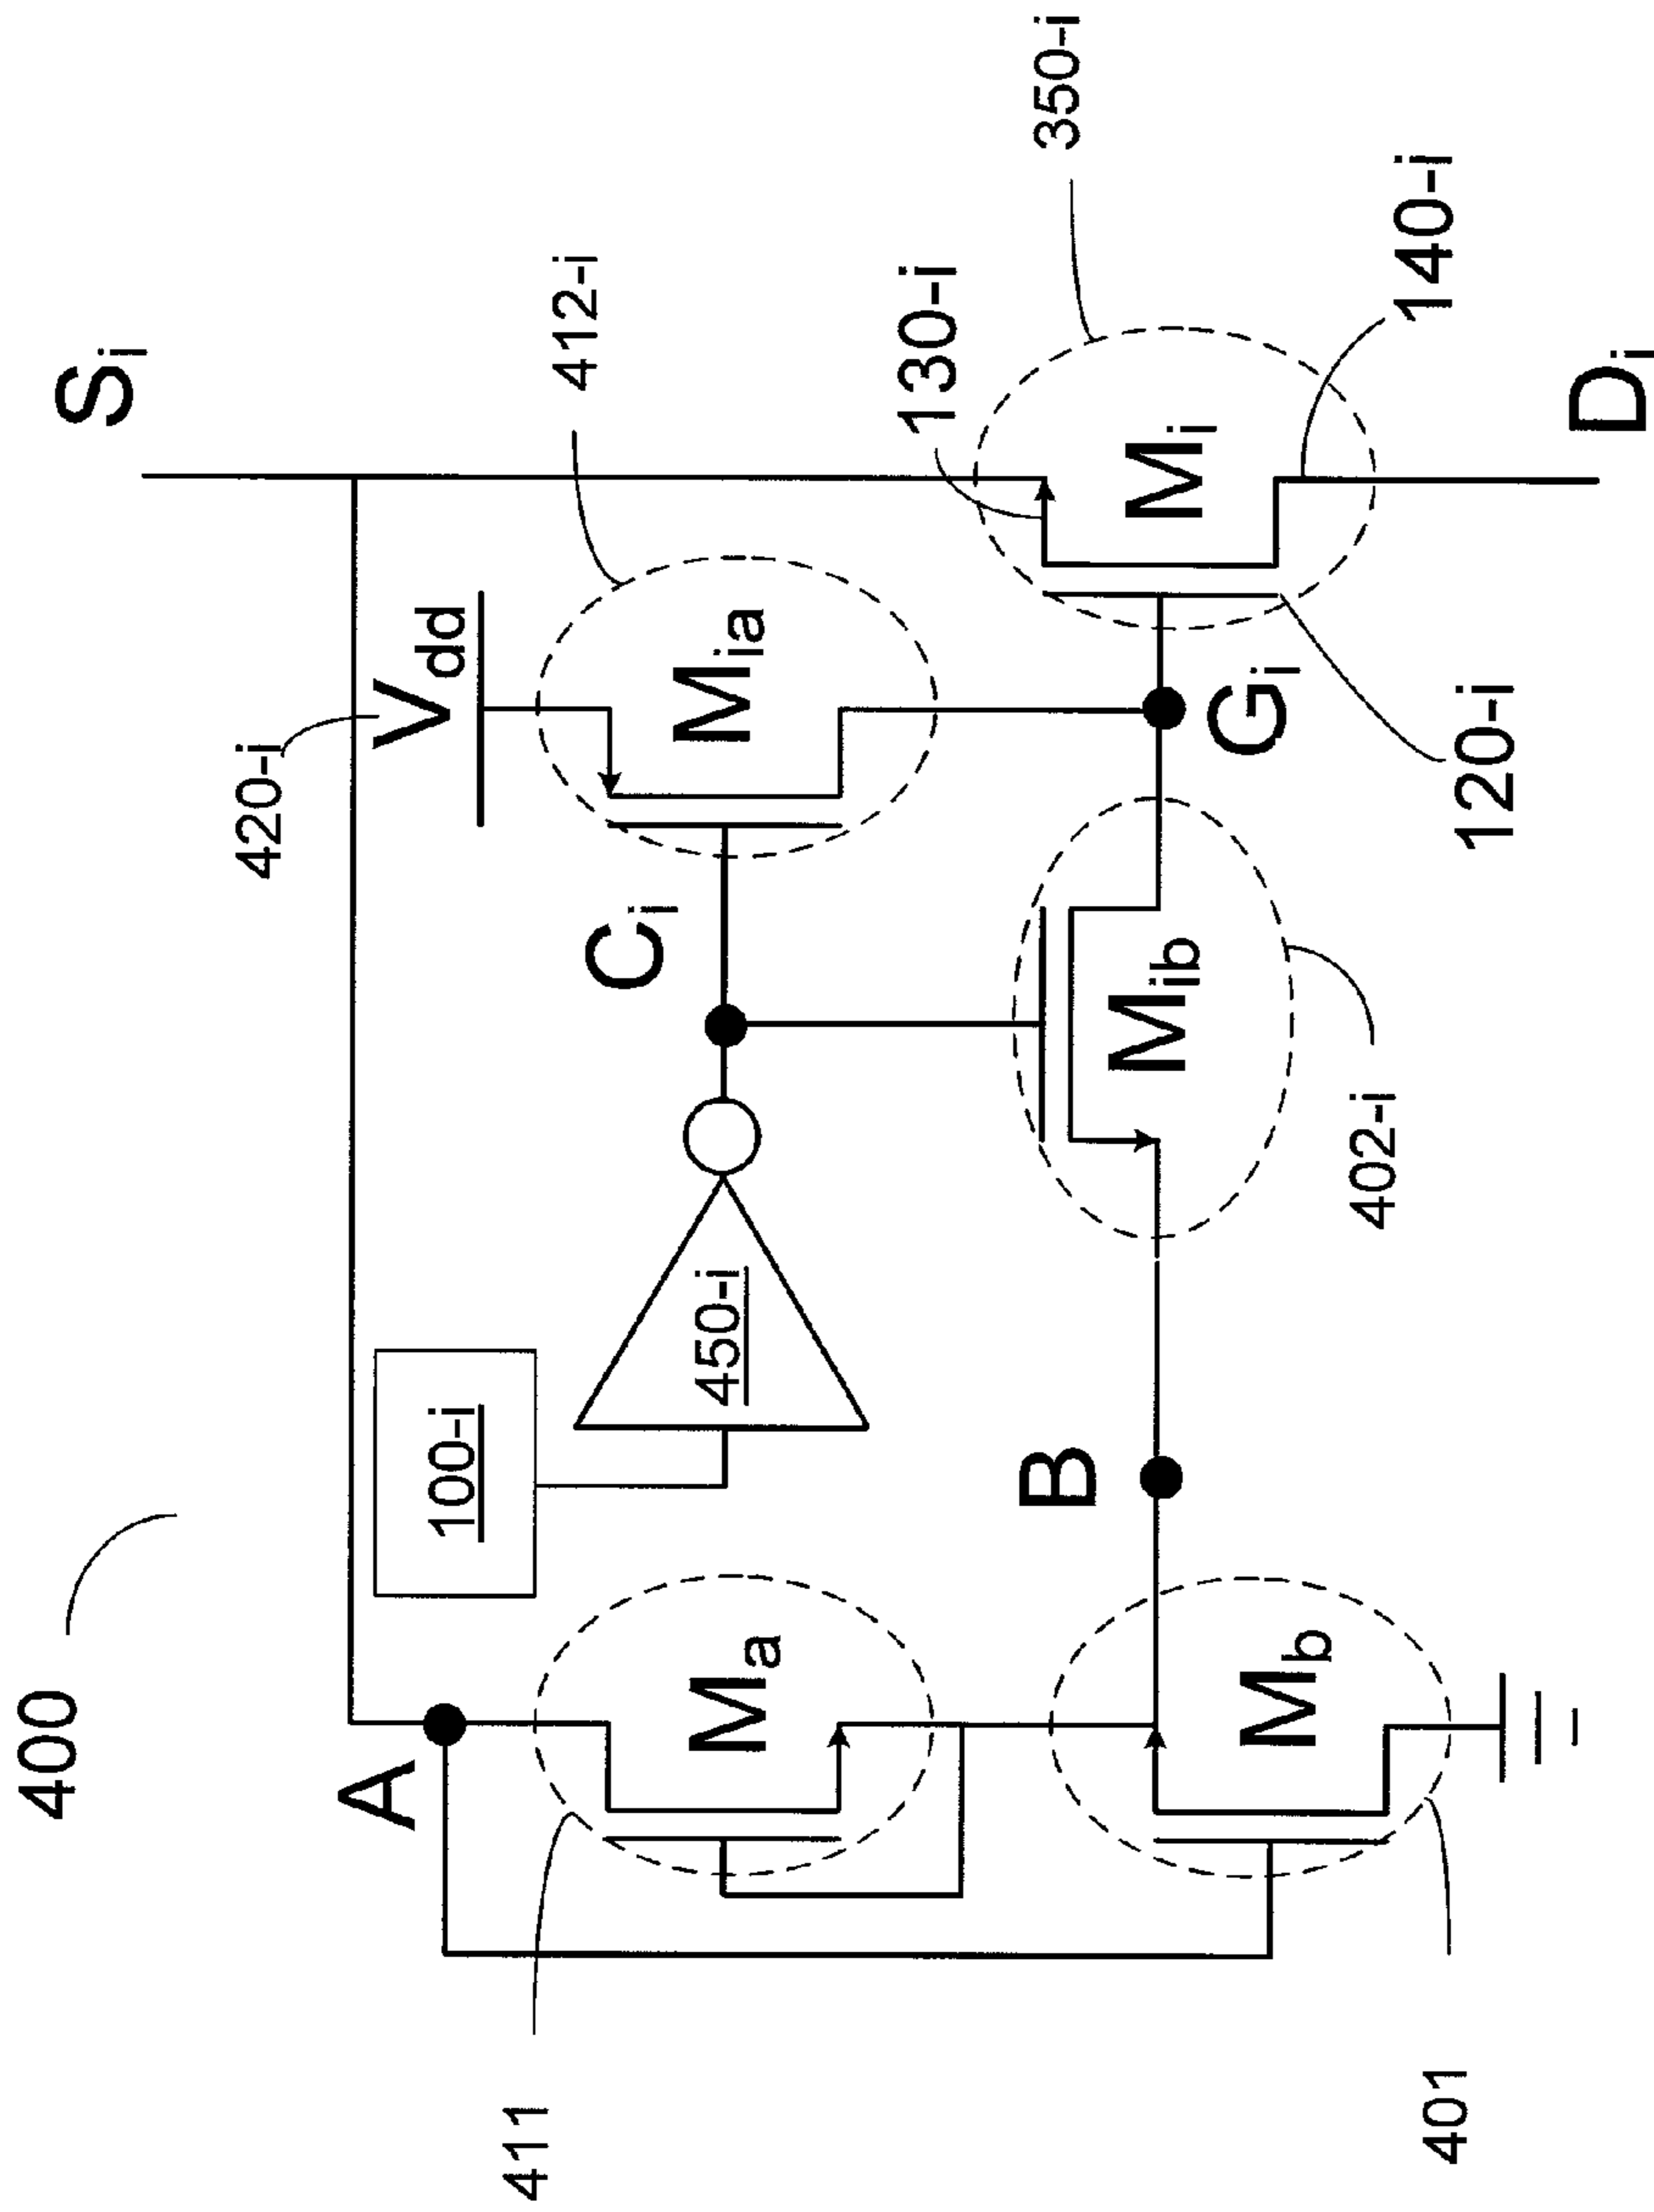 400
S_i
A
420-i
V_dd
412-i
100-i
C_i
M_a
450-i
M_ia
130-i
350-i
411
B
M_ib
G_i
M_i
M_b
402-i
120-i
140-i
401
D_i